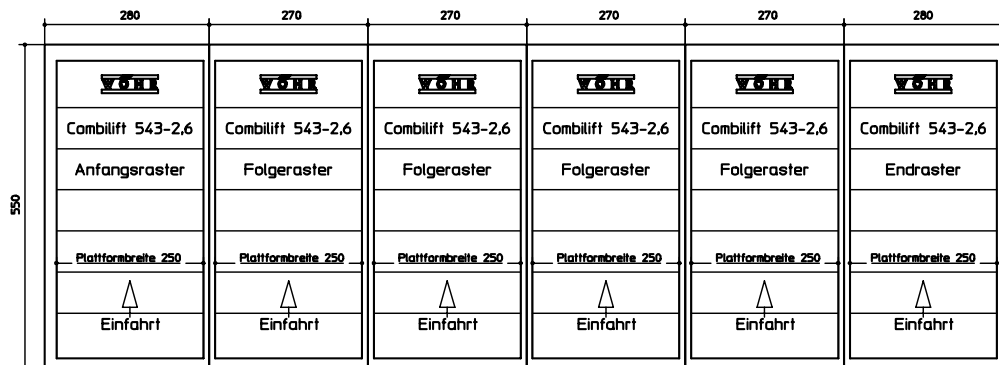 280 270 270 270 270 280
WÖHR WÖHR WÖHR WÖHR WÖHR WÖHR
Combilift 543-2,6 Combilift 543-2,6 Combilift 543-2,6 Combilift 543-2,6 Combilift 543-2,6 Combilift 543-2,6
Anfangsraster Folgeraster Folgeraster Folgeraster Folgeraster Endraster
550
Plattformbreite 250 Plattformbreite 250 Plattformbreite 250 Plattformbreite 250 Plattformbreite 250 Plattformbreite 250
Einfahrt Einfahrt Einfahrt Einfahrt Einfahrt Einfahrt